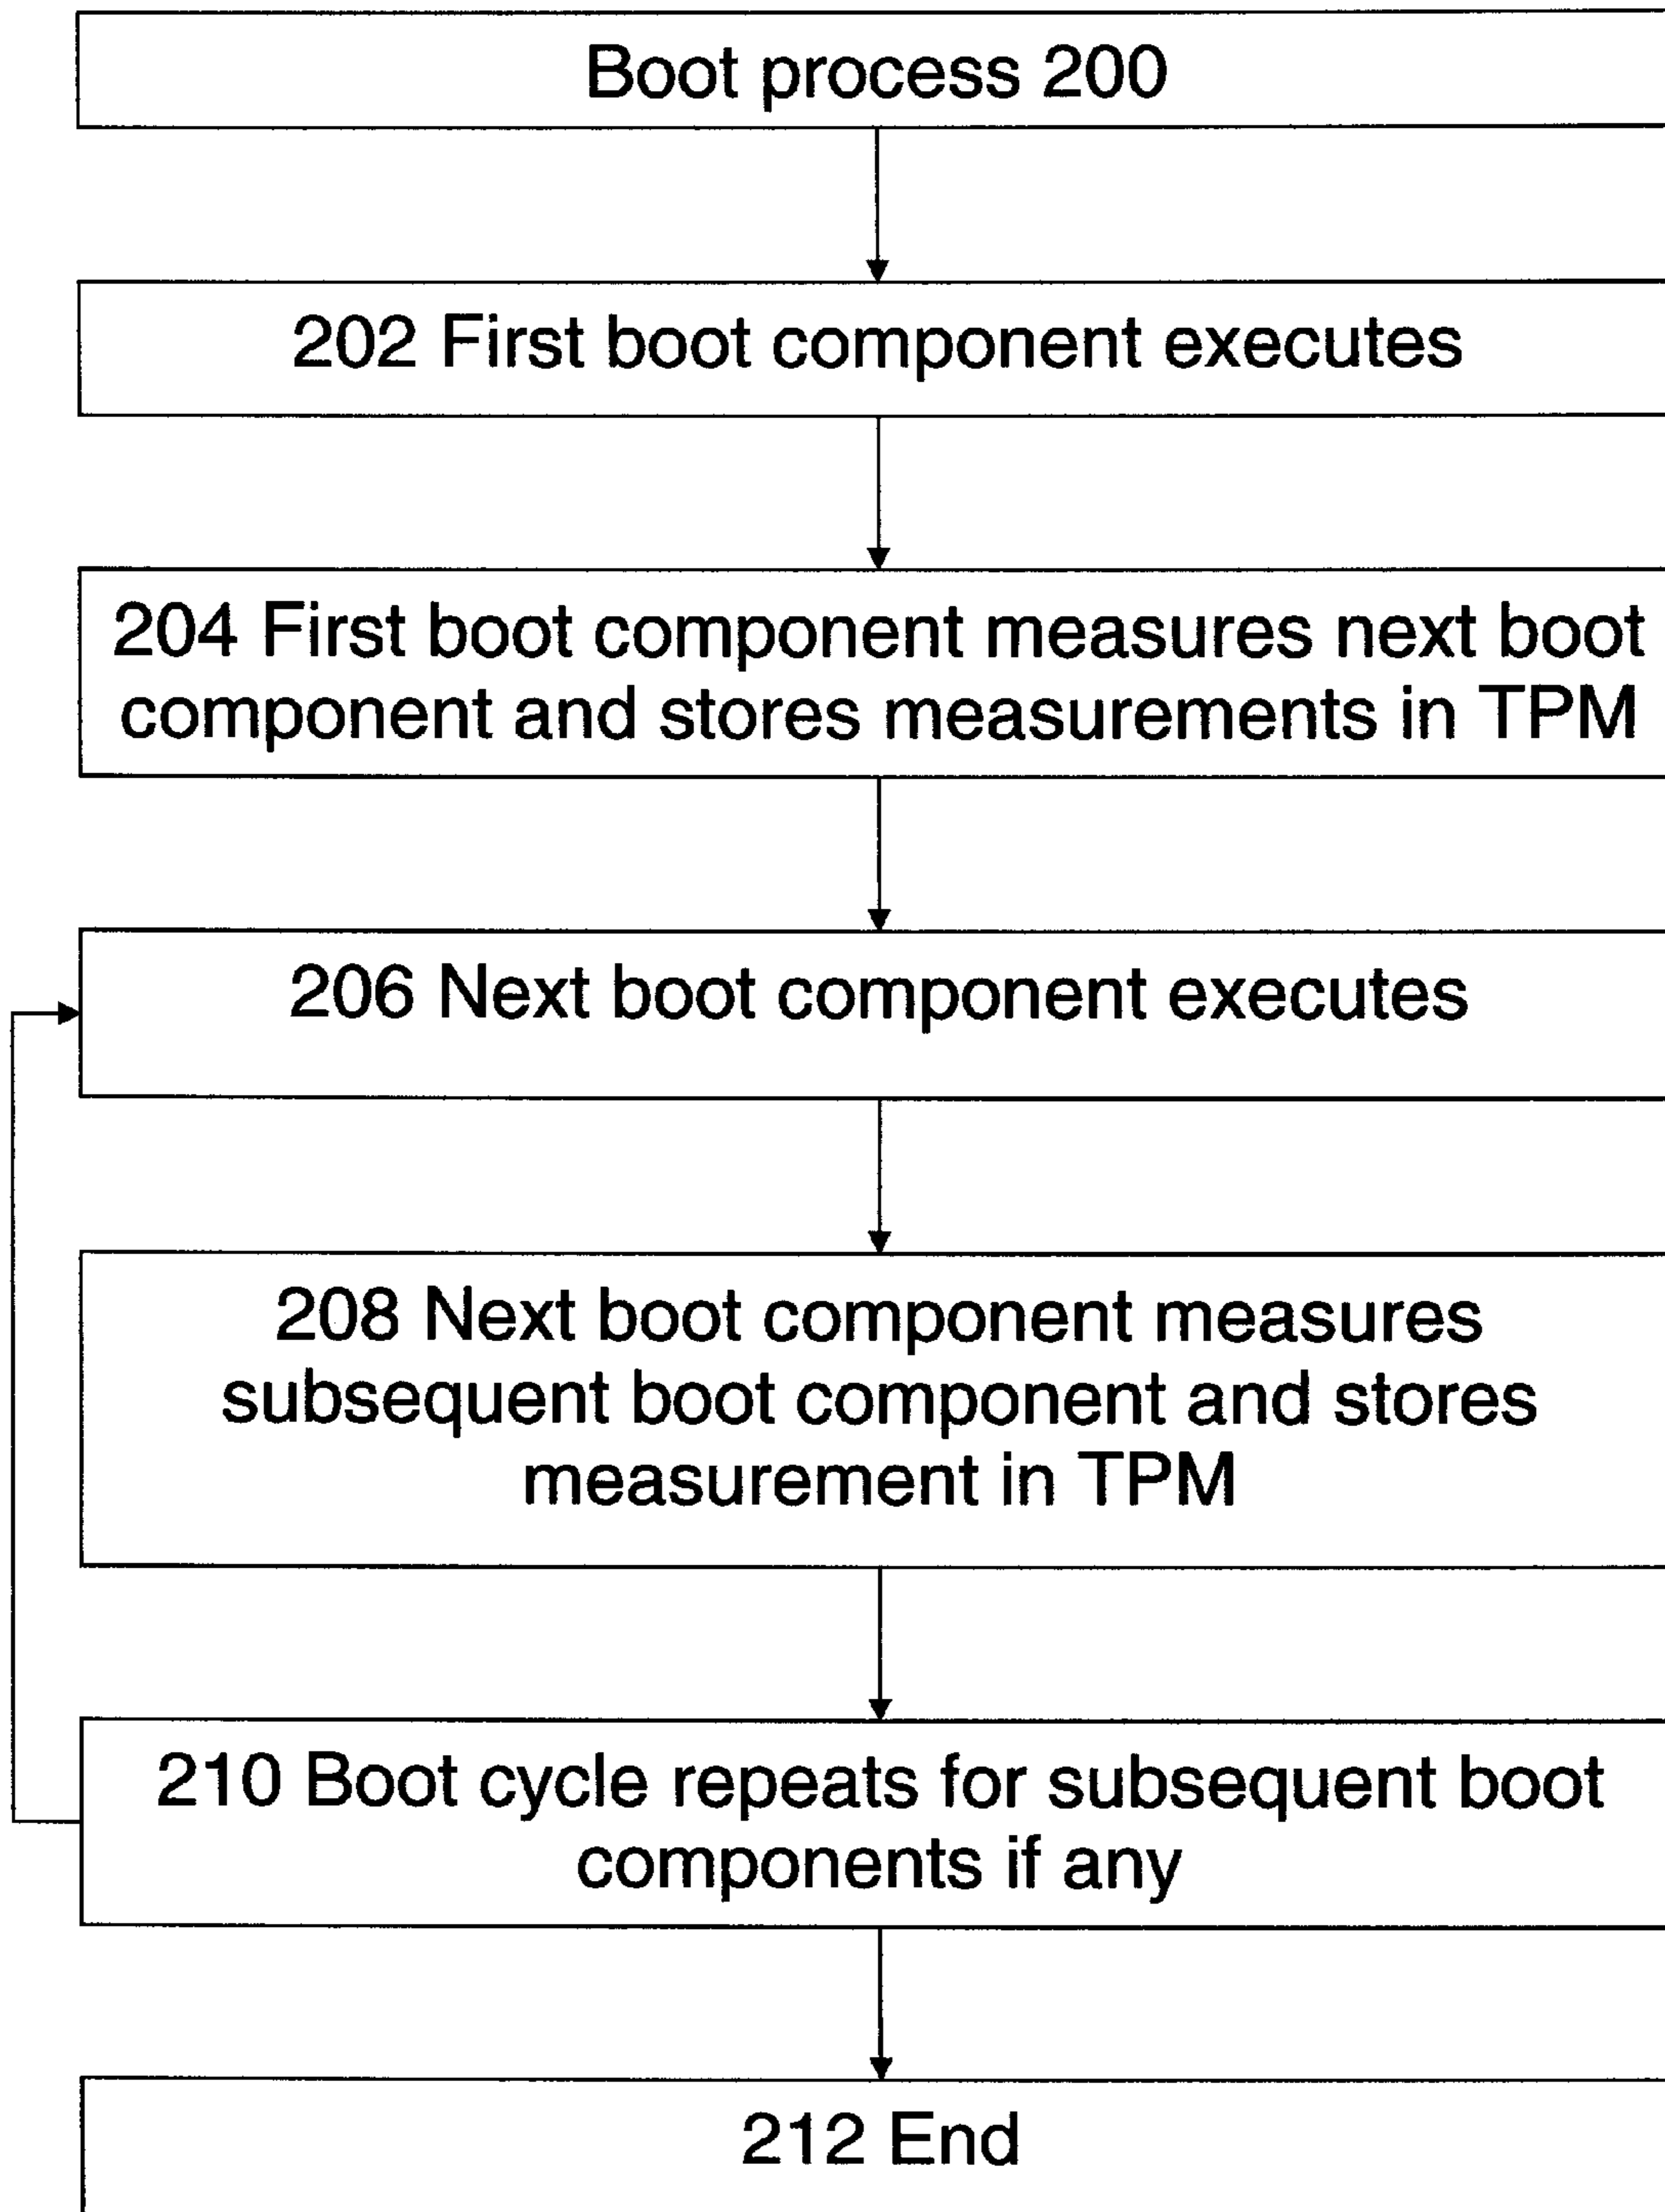 Boot process 200
202 First boot component executes
204 First boot component measures next boot
component and stores measurements in TPM
206 Next boot component executes
208 Next boot component measures
subsequent boot component and stores
measurement in TPM
210 Boot cycle repeats for subsequent boot
components if any
212 End